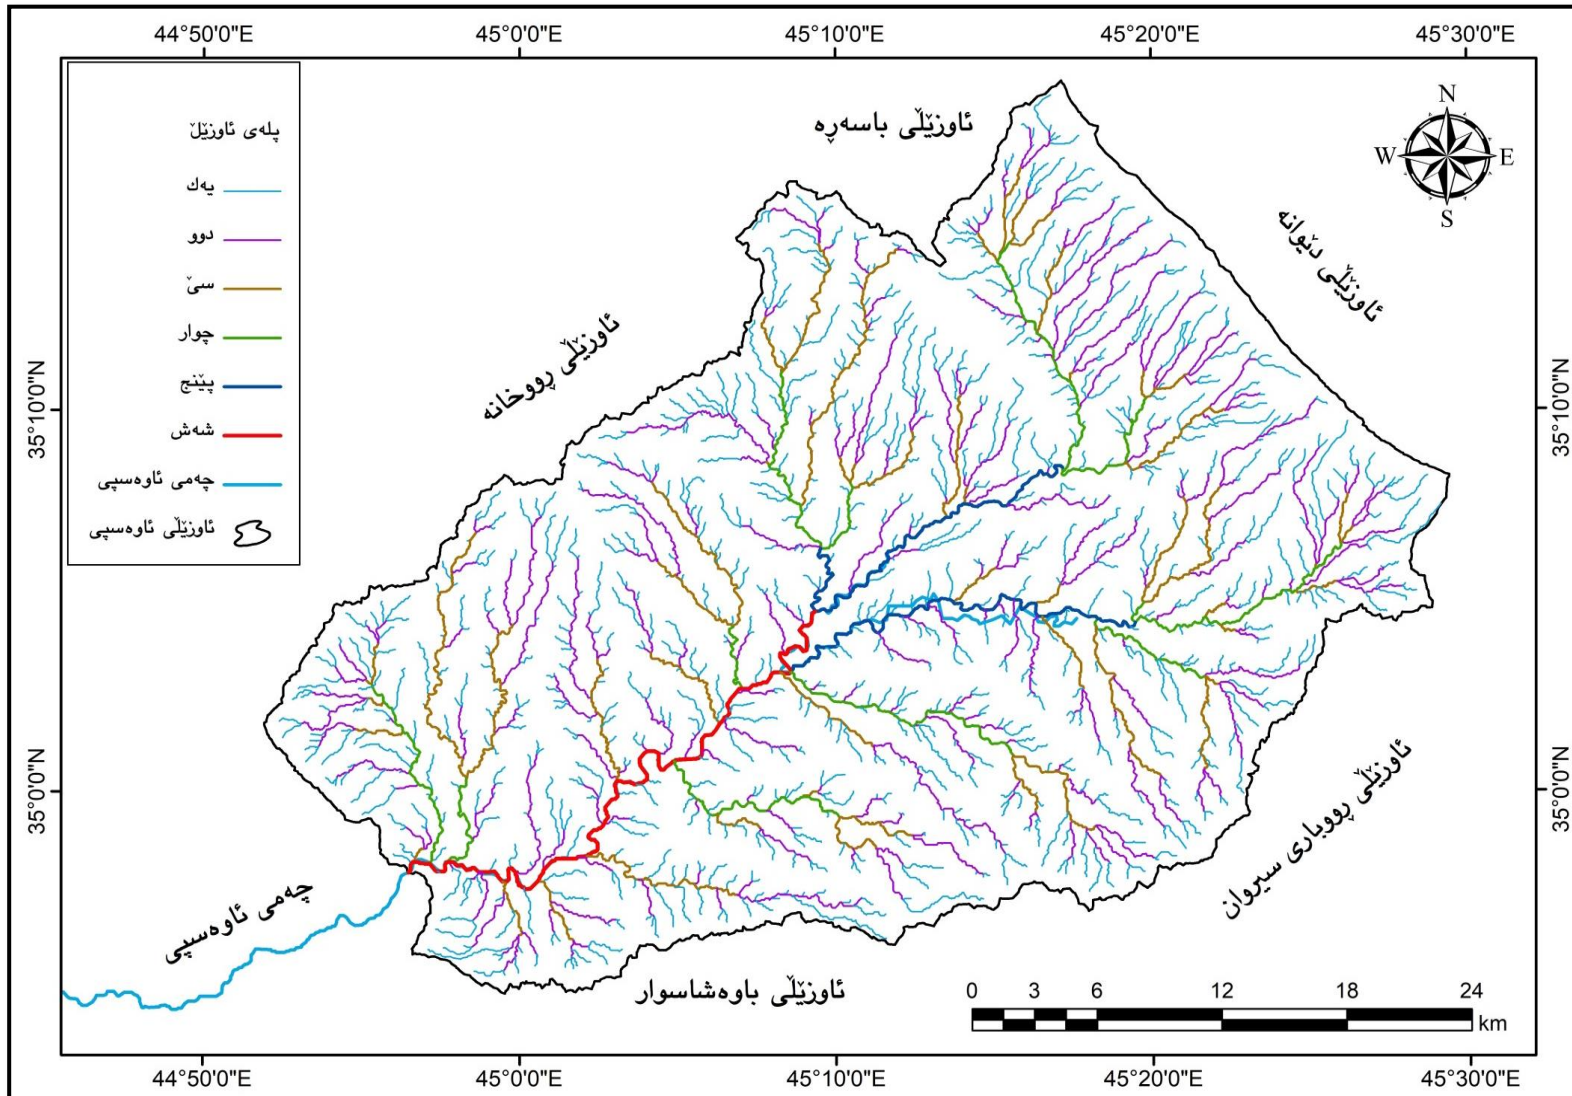 44°50'0"E
45°0'0"E
45°10'0"E
45°20'0"E
45°30'0"E
پلەی ئاوزێڵ
یەك
دوو
سێ
چوار
پێنج
شەش
چەمی ئاوەسپی
ئاوزێڵی ئاوەسپی
ئاوزێڵی باسەڕە
N
W
E
S
ئاوزێڵی دێوانە
ئاوزێڵی ڕووخانە
35°10'0"N
35°10'0"N
35°0'0"N
35°0'0"N
ئاوزێڵی ڕووباری سیروان
چەمی ئاوەسپی
ئاوزێڵی باوەشاسوار
0 3 6 12 18 24
km
44°50'0"E
45°0'0"E
45°10'0"E
45°20'0"E
45°30'0"E